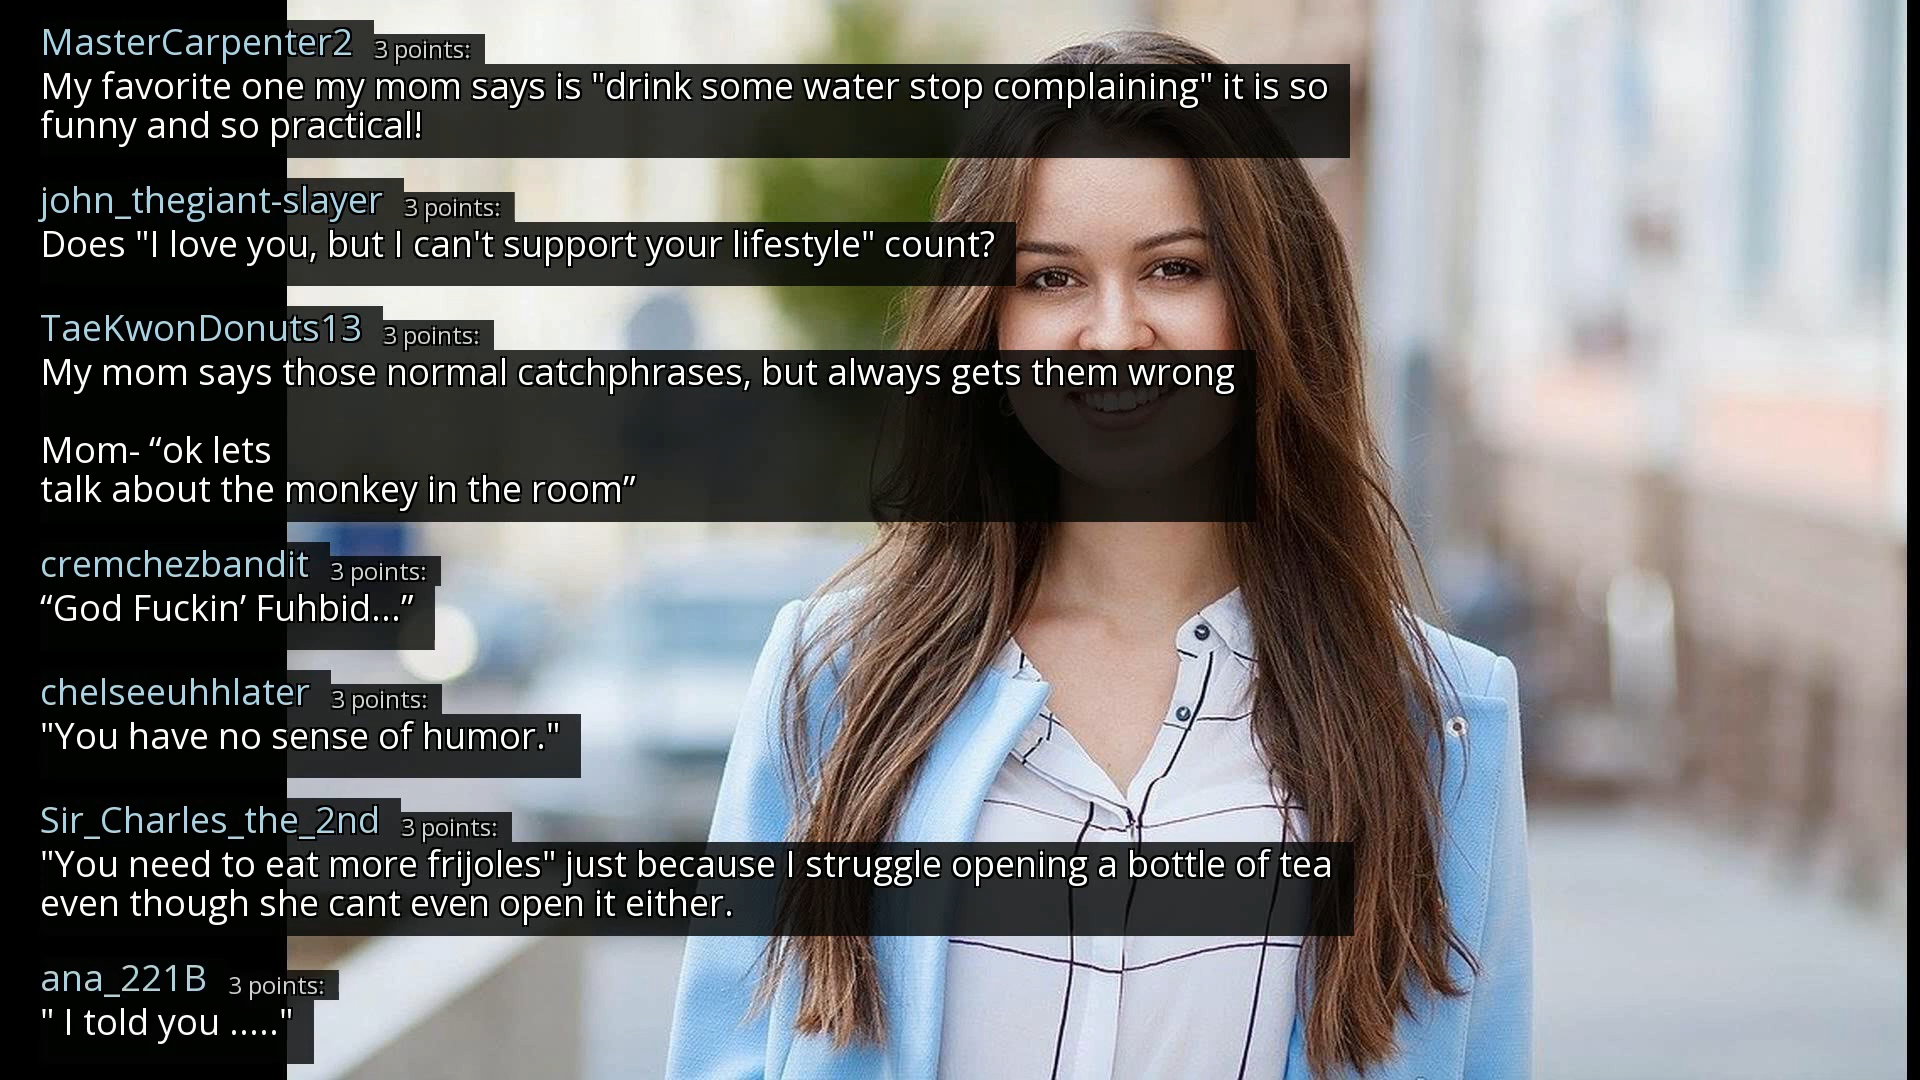 MasterCarpenter2 3 points:
My favorite one my mom says is "drink some water stop complaining" it is so
funny and so practical!
john_thegiant-slayer 3 points:
Does "I love you, but I can't support your lifestyle" count?
TaeKwonDonuts13 3 points:
My mom says those normal catchphrases, but always gets them wrong
Mom- “ok lets
talk about the monkey in the room”
cremchezbandit 3 points:
“God Fuckin’ Fuhbid...”
chelseeuhhlater 3 points:
"You have no sense of humor."
Sir_Charles_the_2nd 3 points:
"You need to eat more frijoles" just because I struggle opening a bottle of tea
even though she cant even open it either.
ana_221B 3 points:
" I told you ....."